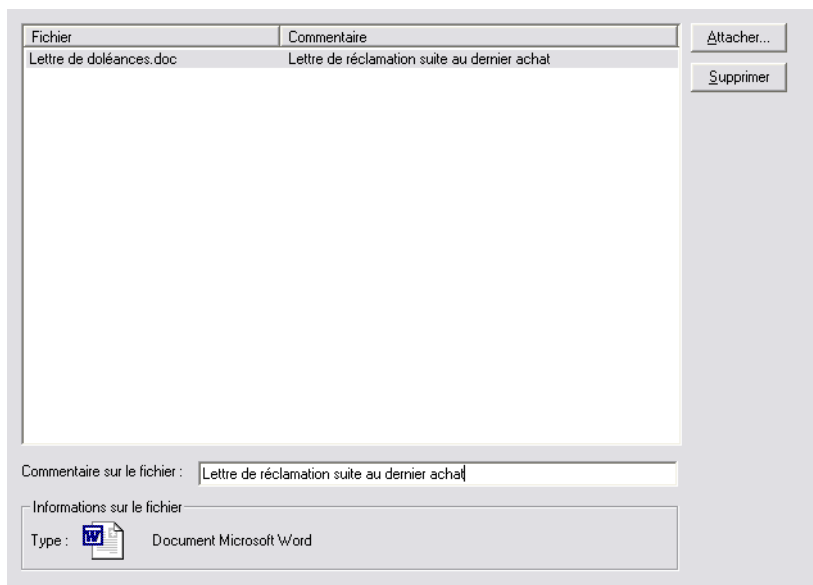 Fichier Commentaire
Attacher...
Lettre de doléances.doc Lettre de réclamation suite au dernier achat
Supprimer
Commentaire sur le fichier : Lettre de réclamation suite au dernier achat
Informations sur le fichier
Type : W Document Microsoft Word